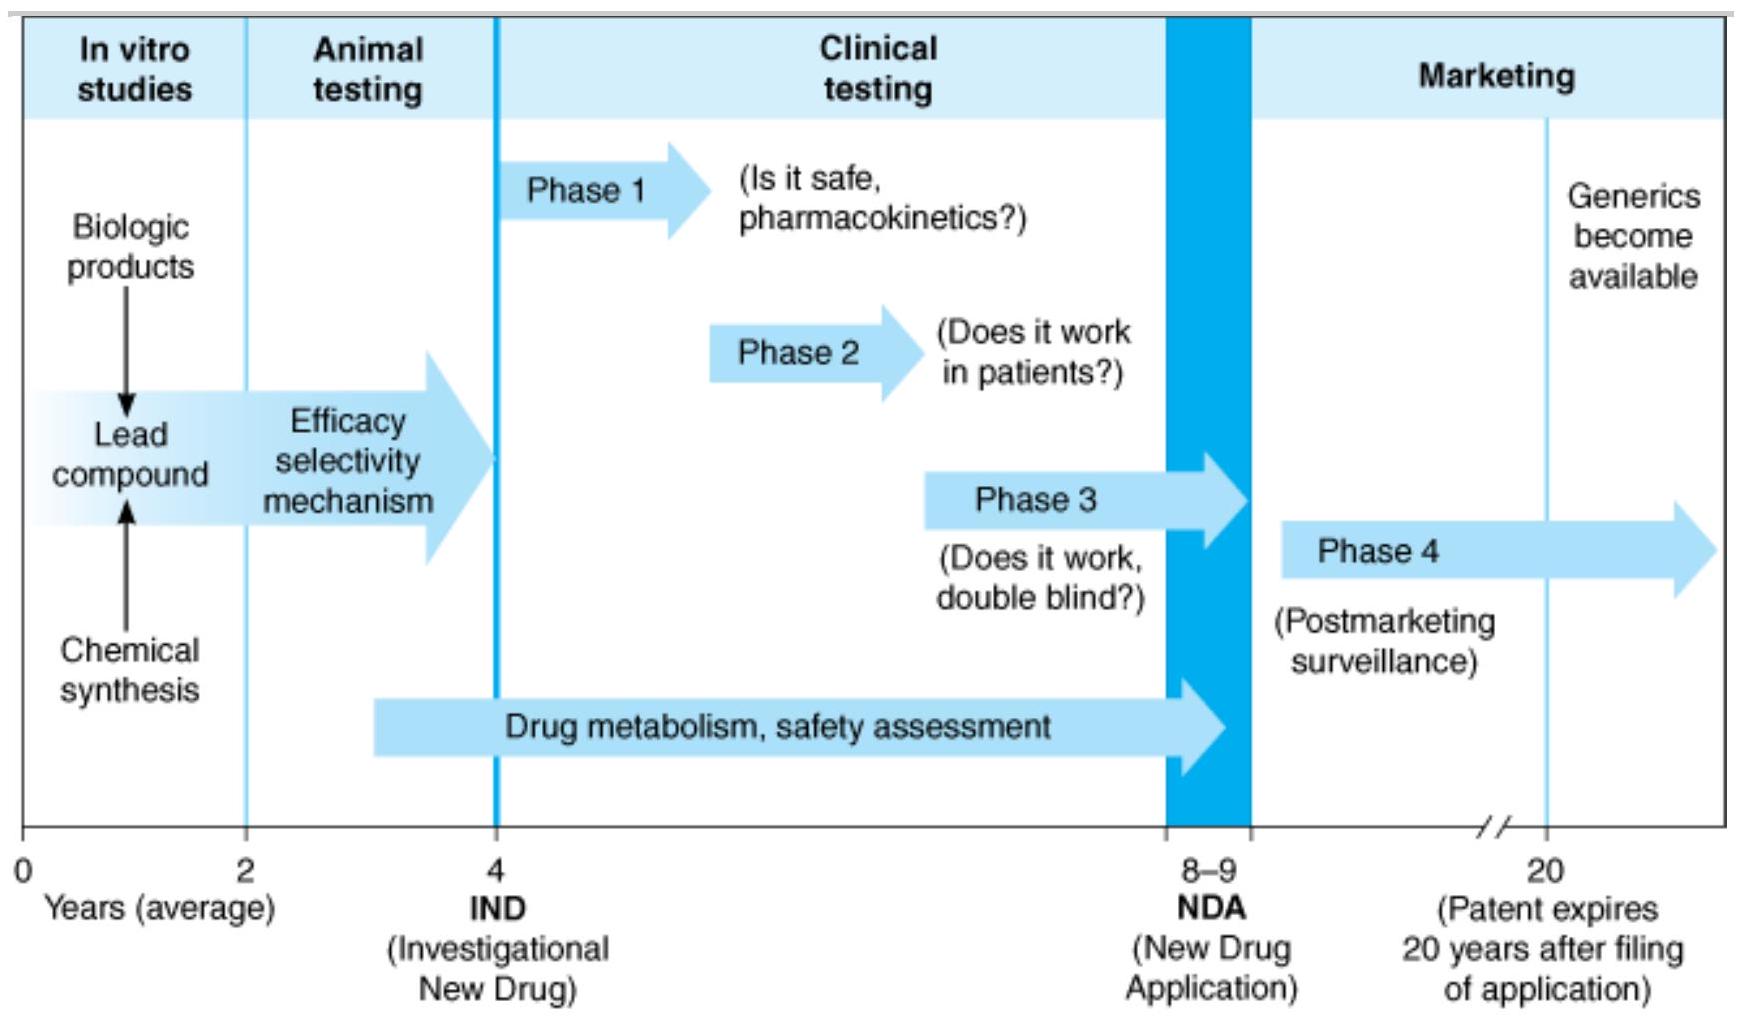 In vitro
studies
Animal
testing
Clinical
testing
Marketing
Biologic
products
Lead
compound
Chemical
synthesis
Efficacy
selectivity
mechanism
Phase 1
(Is it safe,
pharmacokinetics?)
Phase 2
(Does it work
in patients?)
Phase 3
(Does it work,
double blind?)
Drug metabolism, safety assessment
Generics
become
available
Phase 4
(Postmarketing
surveillance)
0
2
4
8–9
20
Years (average)
IND
(Investigational
New Drug)
NDA
(New Drug
Application)
(Patent expires
20 years after filing
of application)